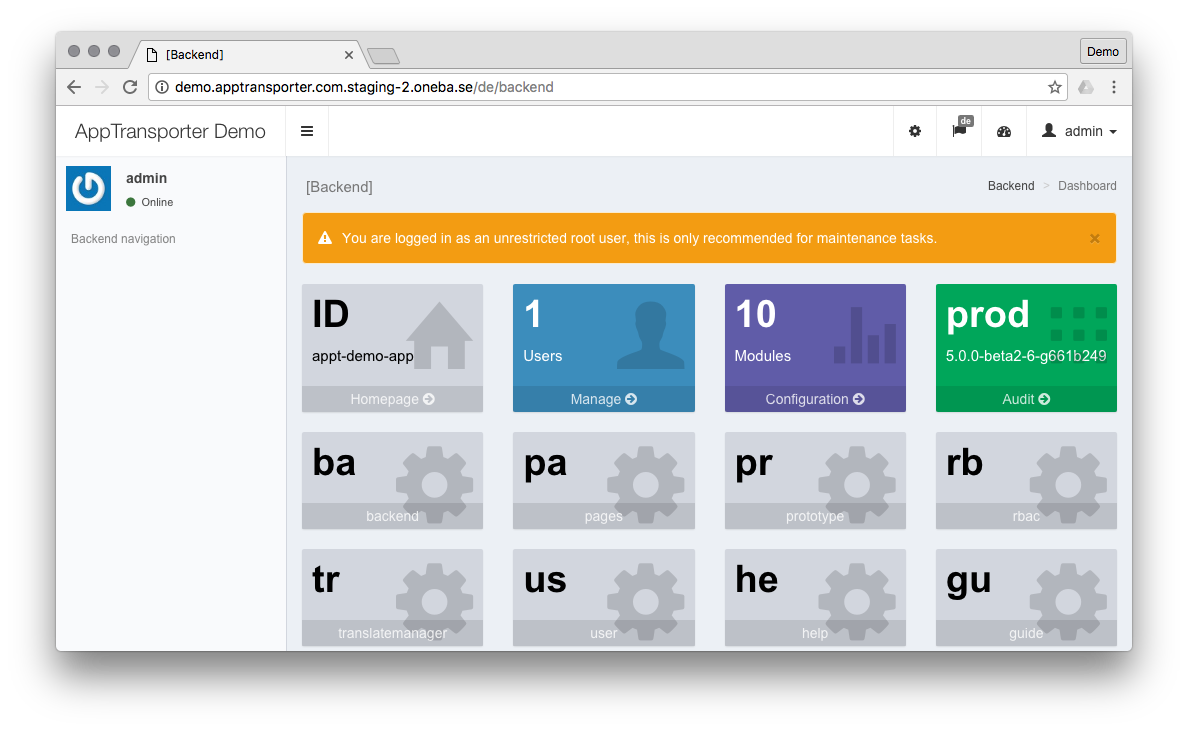 [Backend]
Demo
demo.apptransporter.com.staging-2.oneba.se/de/backend
AppTransporter Demo
de
admin
admin
Online
Backend navigation
[Backend]
Backend > Dashboard
You are logged in as an unrestricted root user, this is only recommended for maintenance tasks.
×
ID
appt-demo-app
Homepage
1
Users
Manage
10
Modules
Configuration
prod
5.0.0-beta2-6-g661b249
Audit
ba
backend
pa
pages
pr
prototype
rb
rbac
tr
translatemanager
us
user
he
help
gu
guide